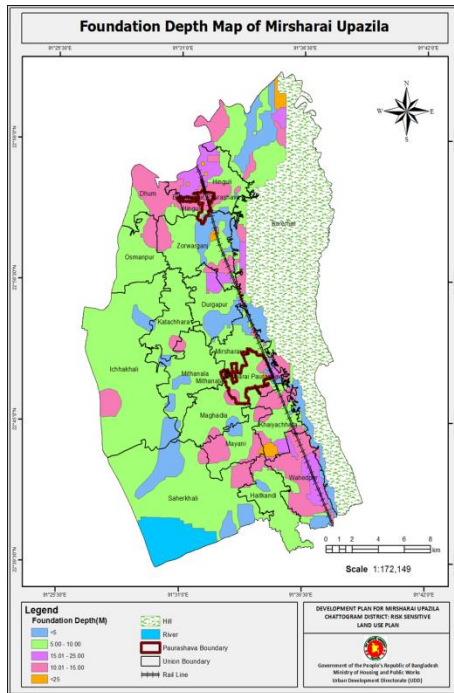 Foundation Depth Map of Mirsharai Upazila
91°25'30"E 91°31'0"E 91°36'30"E 91°42'0"E
N
W E
S
Hinguli
Dhum
Hinguli
Zorwarganj
Osmanpur
Durgapur
Katachhara
Mirsharai
Ichhakhali
Mithanala
Mithanala
Maghadia
Khaiyachhara
Mayani
Wahedpur
Haitkandi
Saherkhali
0 1 2 4 6 8
km
Scale 1:172,149
91°25'30"E 91°31'0"E 91°36'30"E 91°42'0"E
Legend
Foundation Depth(M)
<5
5.00 - 10.00
15.01 - 25.00
10.01 - 15.00
<25
Hill
River
Paurashava Boundary
Union Boundary
Rail Line
DEVELOPMENT PLAN FOR MIRSHARAI UPAZILA
CHATTOGRAM DISTRICT: RISK SENSITIVE
LAND USE PLAN
Government of the People's Republic of Bangladesh
Ministry of Housing and Public Works
Urban Development Directorate (UDD)